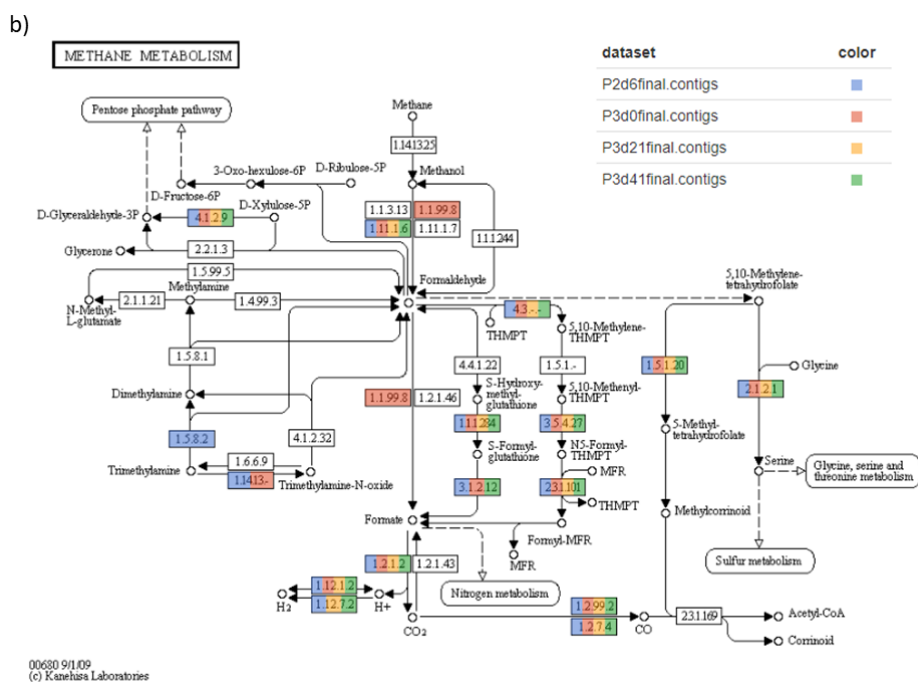 b)
METHANE METABOLISM
dataset color
P2d6final.contigs
P3d0final.contigs
P3d21final.contigs
P3d41final.contigs
Pentose phosphate pathway
Methane
1.14.13.25
3-Oxo-hexulose-6P
D-Ribulose-5P
Methanol
D-Fructose-6P
D-Glyceraldehyde-3P
D-Xylulose-5P
4.1.2.9
1.1.3.13
1.1.99.8
1.11.1.6
1.11.1.7
1.1.1.244
Glycerone
2.2.1.3
1.5.99.5
Methylamine
Formaldehyde
5,10-Methylene-
tetrahydrofolate
2.1.1.21
1.4.99.3
N-Methyl-
L-glutamate
4.3.-.-
THMPT
5,10-Methylene-
THMPT
1.5.8.1
4.4.1.22
1.5.1.-
1.5.1.20
Glycine
Dimethylamine
1.1.99.8
1.2.1.46
S-Hydroxy-
methyl-
glutathione
5,10-Methenyl-
THMPT
2.1.2.1
1.5.8.2
4.1.2.32
1.1.1.284
3.5.4.27
5-Methyl-
tetrahydrofolate
S-Formyl-
glutathione
N5-Formyl-
THMPT
1.6.6.9
Trimethylamine
1.14.13.-
Trimethylamine-N-oxide
MFR
Serine
Glycine, serine and
threonine metabolism
3.1.2.12
2.3.1.101
THMPT
Methylcorrinoid
Formate
Formyl-MFR
MFR
Sulfur metabolism
1.2.1.2
1.2.1.43
Nitrogen metabolism
1.12.1.2
1.12.7.2
H2
H+
CO2
1.2.99.2
1.2.7.4
CO
2.3.1.169
Acetyl-CoA
Corrinoid
00680 9/1/09
(c) Kanehisa Laboratories